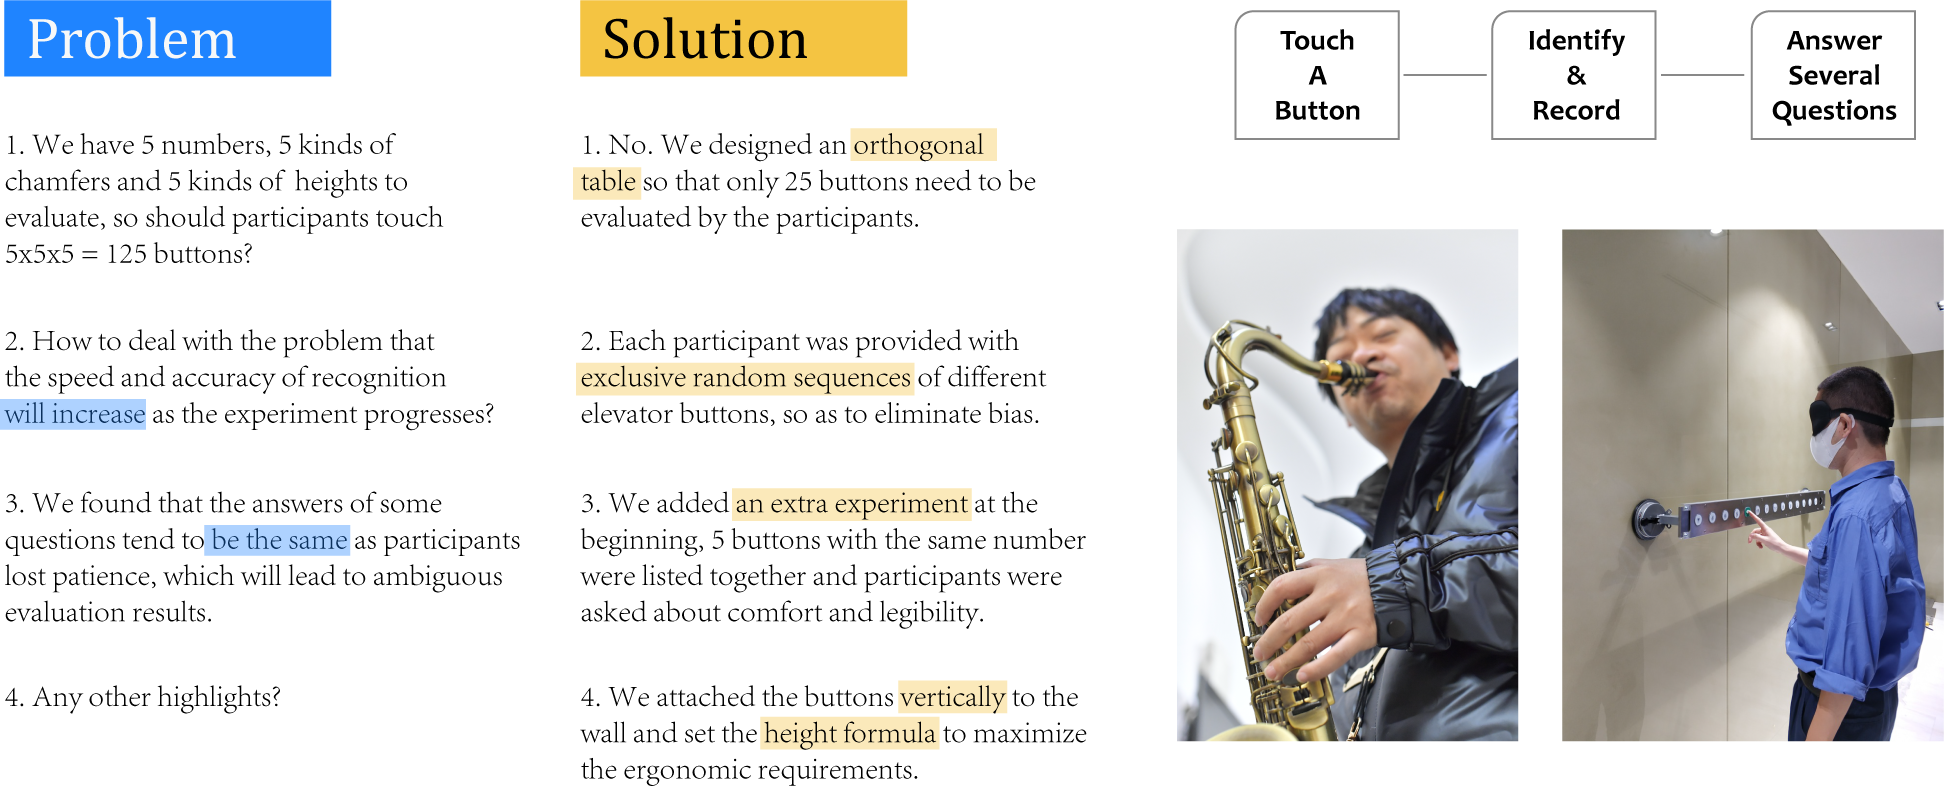 Problem
1. We have 5 numbers, 5 kinds of
chamfers and 5 kinds of heights to
evaluate, so should participants touch
5x5x5 = 125 buttons?
2. How to deal with the problem that
the speed and accuracy of recognition
will increase as the experiment progresses?
3. We found that the answers of some
questions tend to be the same as participants
lost patience, which will lead to ambiguous
evaluation results.
4. Any other highlights?
Solution
1. No. We designed an orthogonal
table so that only 25 buttons need to be
evaluated by the participants.
2. Each participant was provided with
exclusive random sequences of different
elevator buttons, so as to eliminate bias.
3. We added an extra experiment at the
beginning, 5 buttons with the same number
were listed together and participants were
asked about comfort and legibility.
4. We attached the buttons vertically to the
wall and set the height formula to maximize
the ergonomic requirements.
Touch
A
Button
Identify
&
Record
Answer
Several
Questions